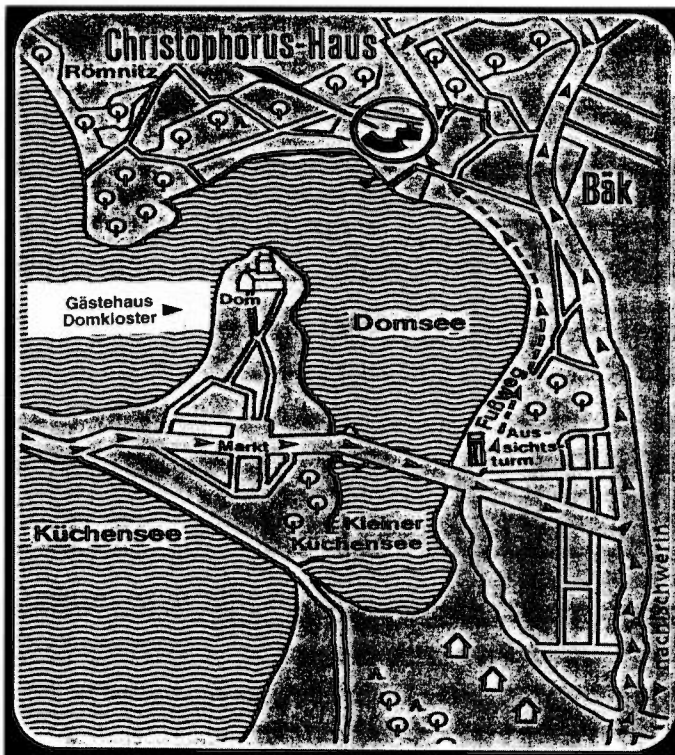 Christophorus-Haus
Römnitz
Bäk
Gästehaus
Domkloster
Dom
Domsee
Fußweg
Aus-
sichts-
turm
Markt
Küchensee
Kleiner
Küchensee
nach Schwerin